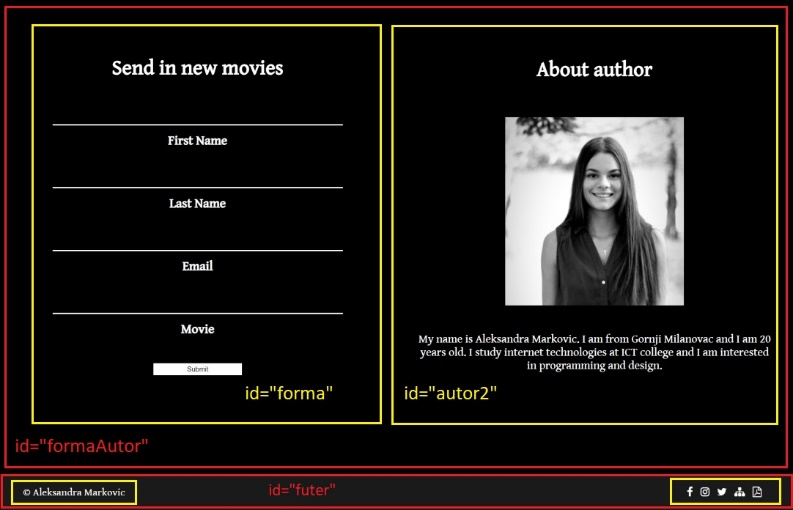 Send in new movies
First Name
Last Name
Email
Movie
Submit
id="forma"
About author
My name is Aleksandra Markovic. I am from Gornji Milanovac and I am 20
years old. I study internet technologies at ICT college and I am interested
in programming and design.
id="autor2"
id="formaAutor"
© Aleksandra Markovic
id="futer"